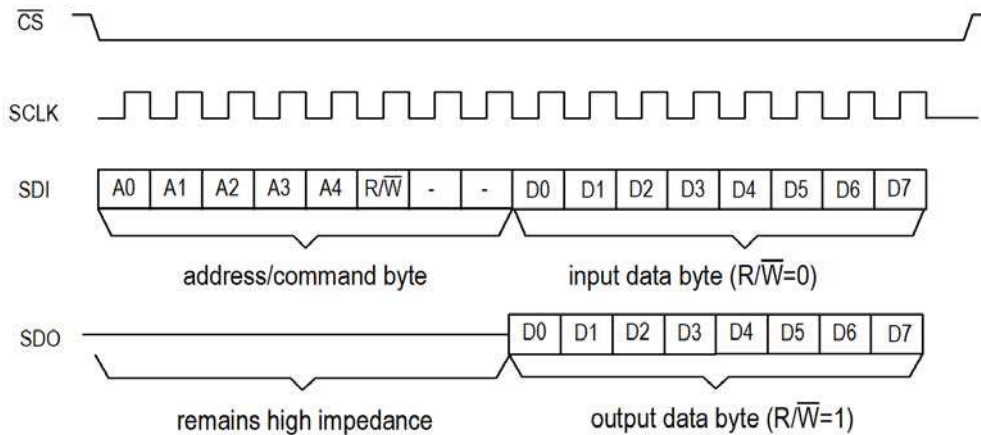 C̅S̅
SCLK
SDI A0 A1 A2 A3 A4 R/W̅ - - D0 D1 D2 D3 D4 D5 D6 D7
address/command byte input data byte (R/W̅=0)
SDO D0 D1 D2 D3 D4 D5 D6 D7
remains high impedance output data byte (R/W̅=1)